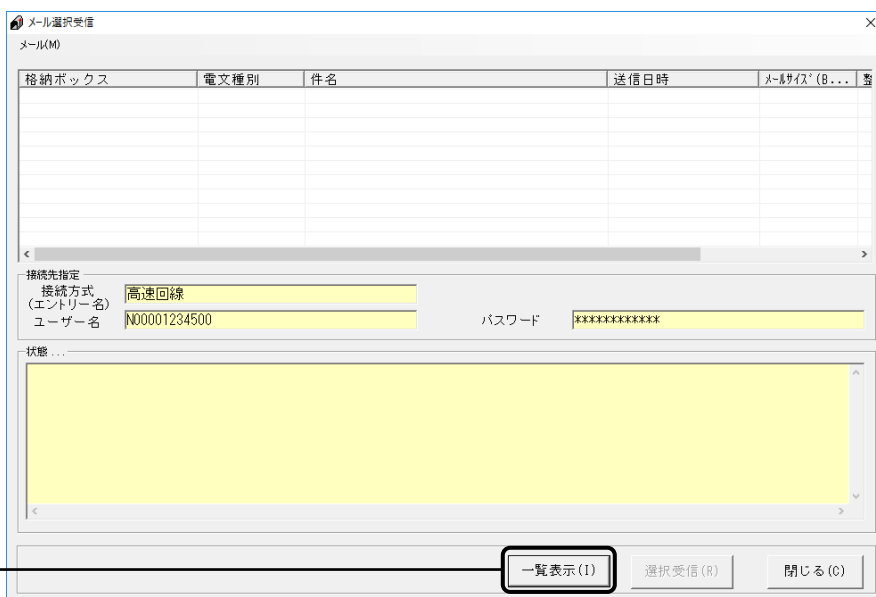 メール選択受信
メール(M)
格納ボックス 電文種別 件名 送信日時 メールサイズ(B... 整
接続先指定
接続方式
(エントリー名)
高速回線
ユーザー名 N00001234500 パスワード ************
状態...
一覧表示(I) 選択受信(R) 閉じる(C)